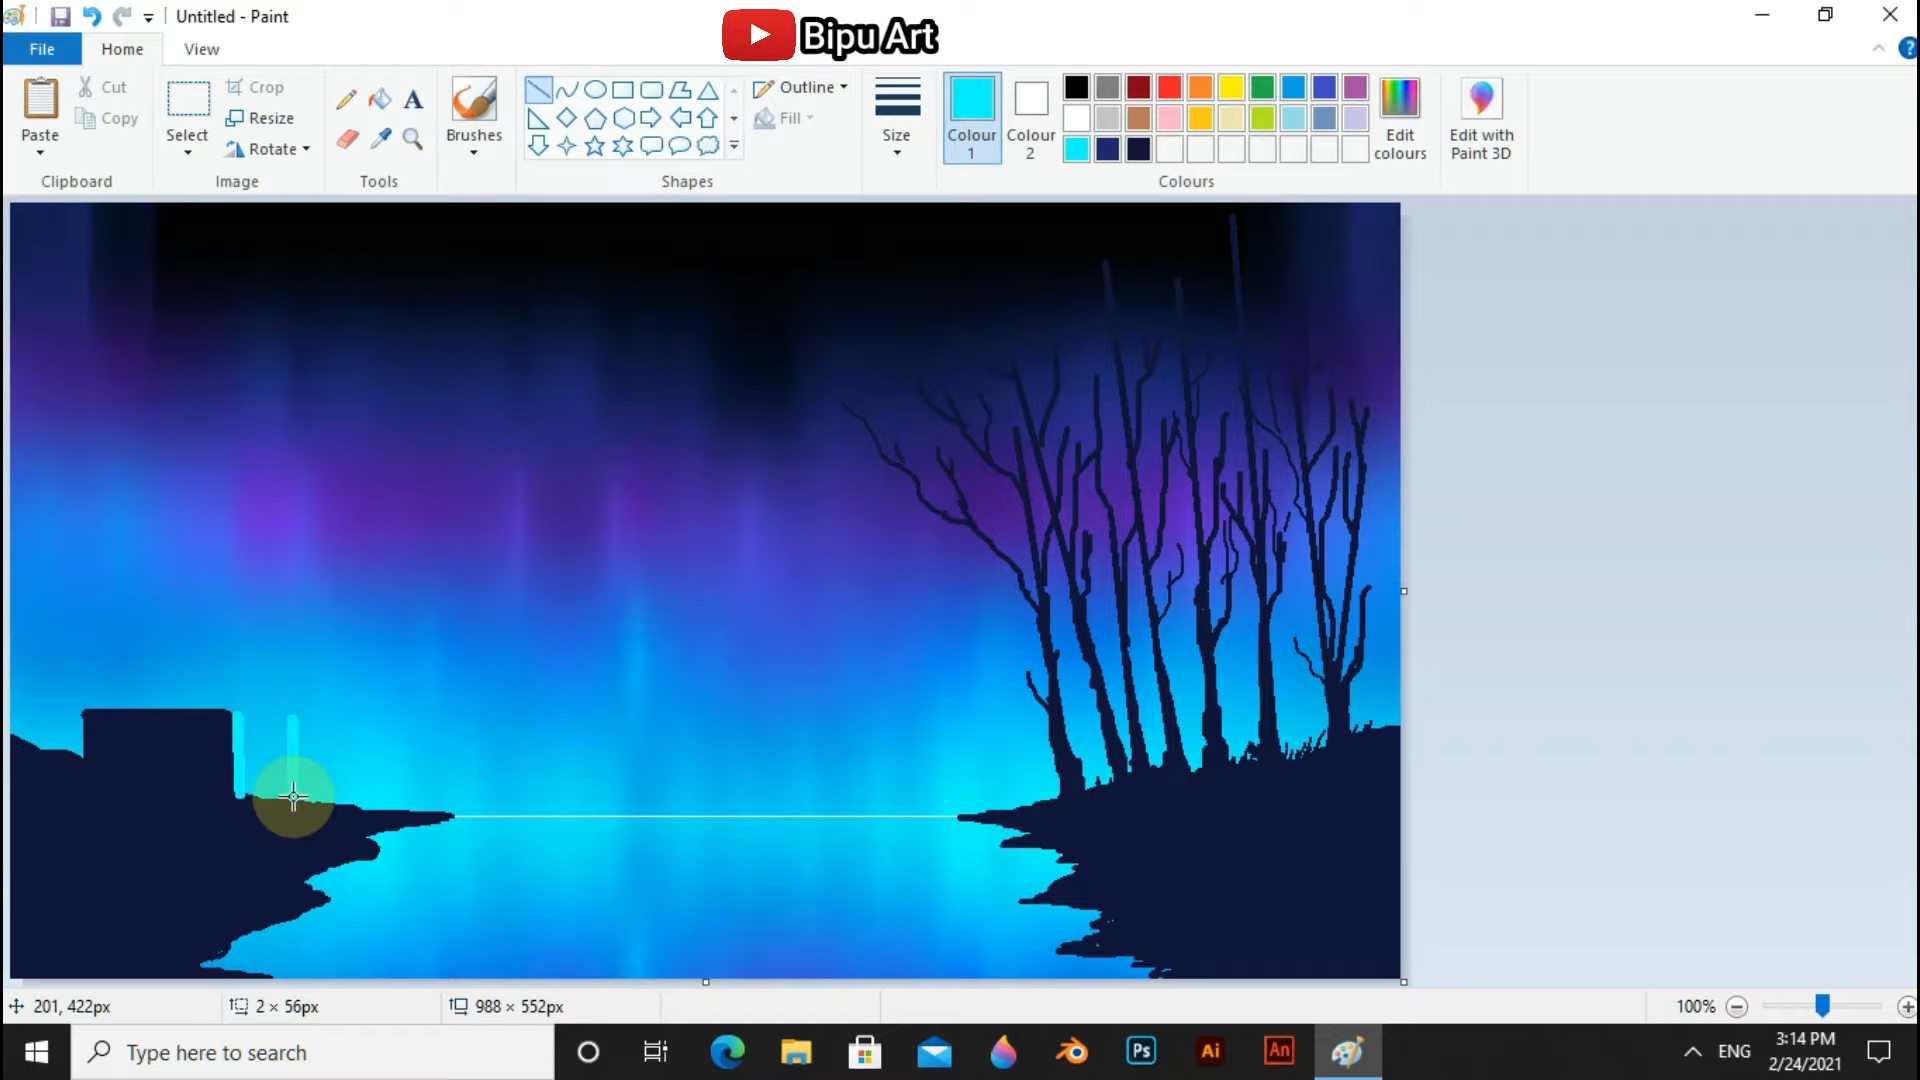 Untitled - Paint
Bipu Art
File
Home
View
Paste
Cut
Copy
Clipboard
Select
Crop
Resize
Rotate
Image
A
Tools
Brushes
Outline
Fill
Shapes
Size
Colour
1
Colour
2
Colours
Edit
colours
Edit with
Paint 3D
?
201, 422px
2 × 56px
988 × 552px
100%
Type here to search
Ps
Ai
An
ENG
3:14 PM
2/24/2021